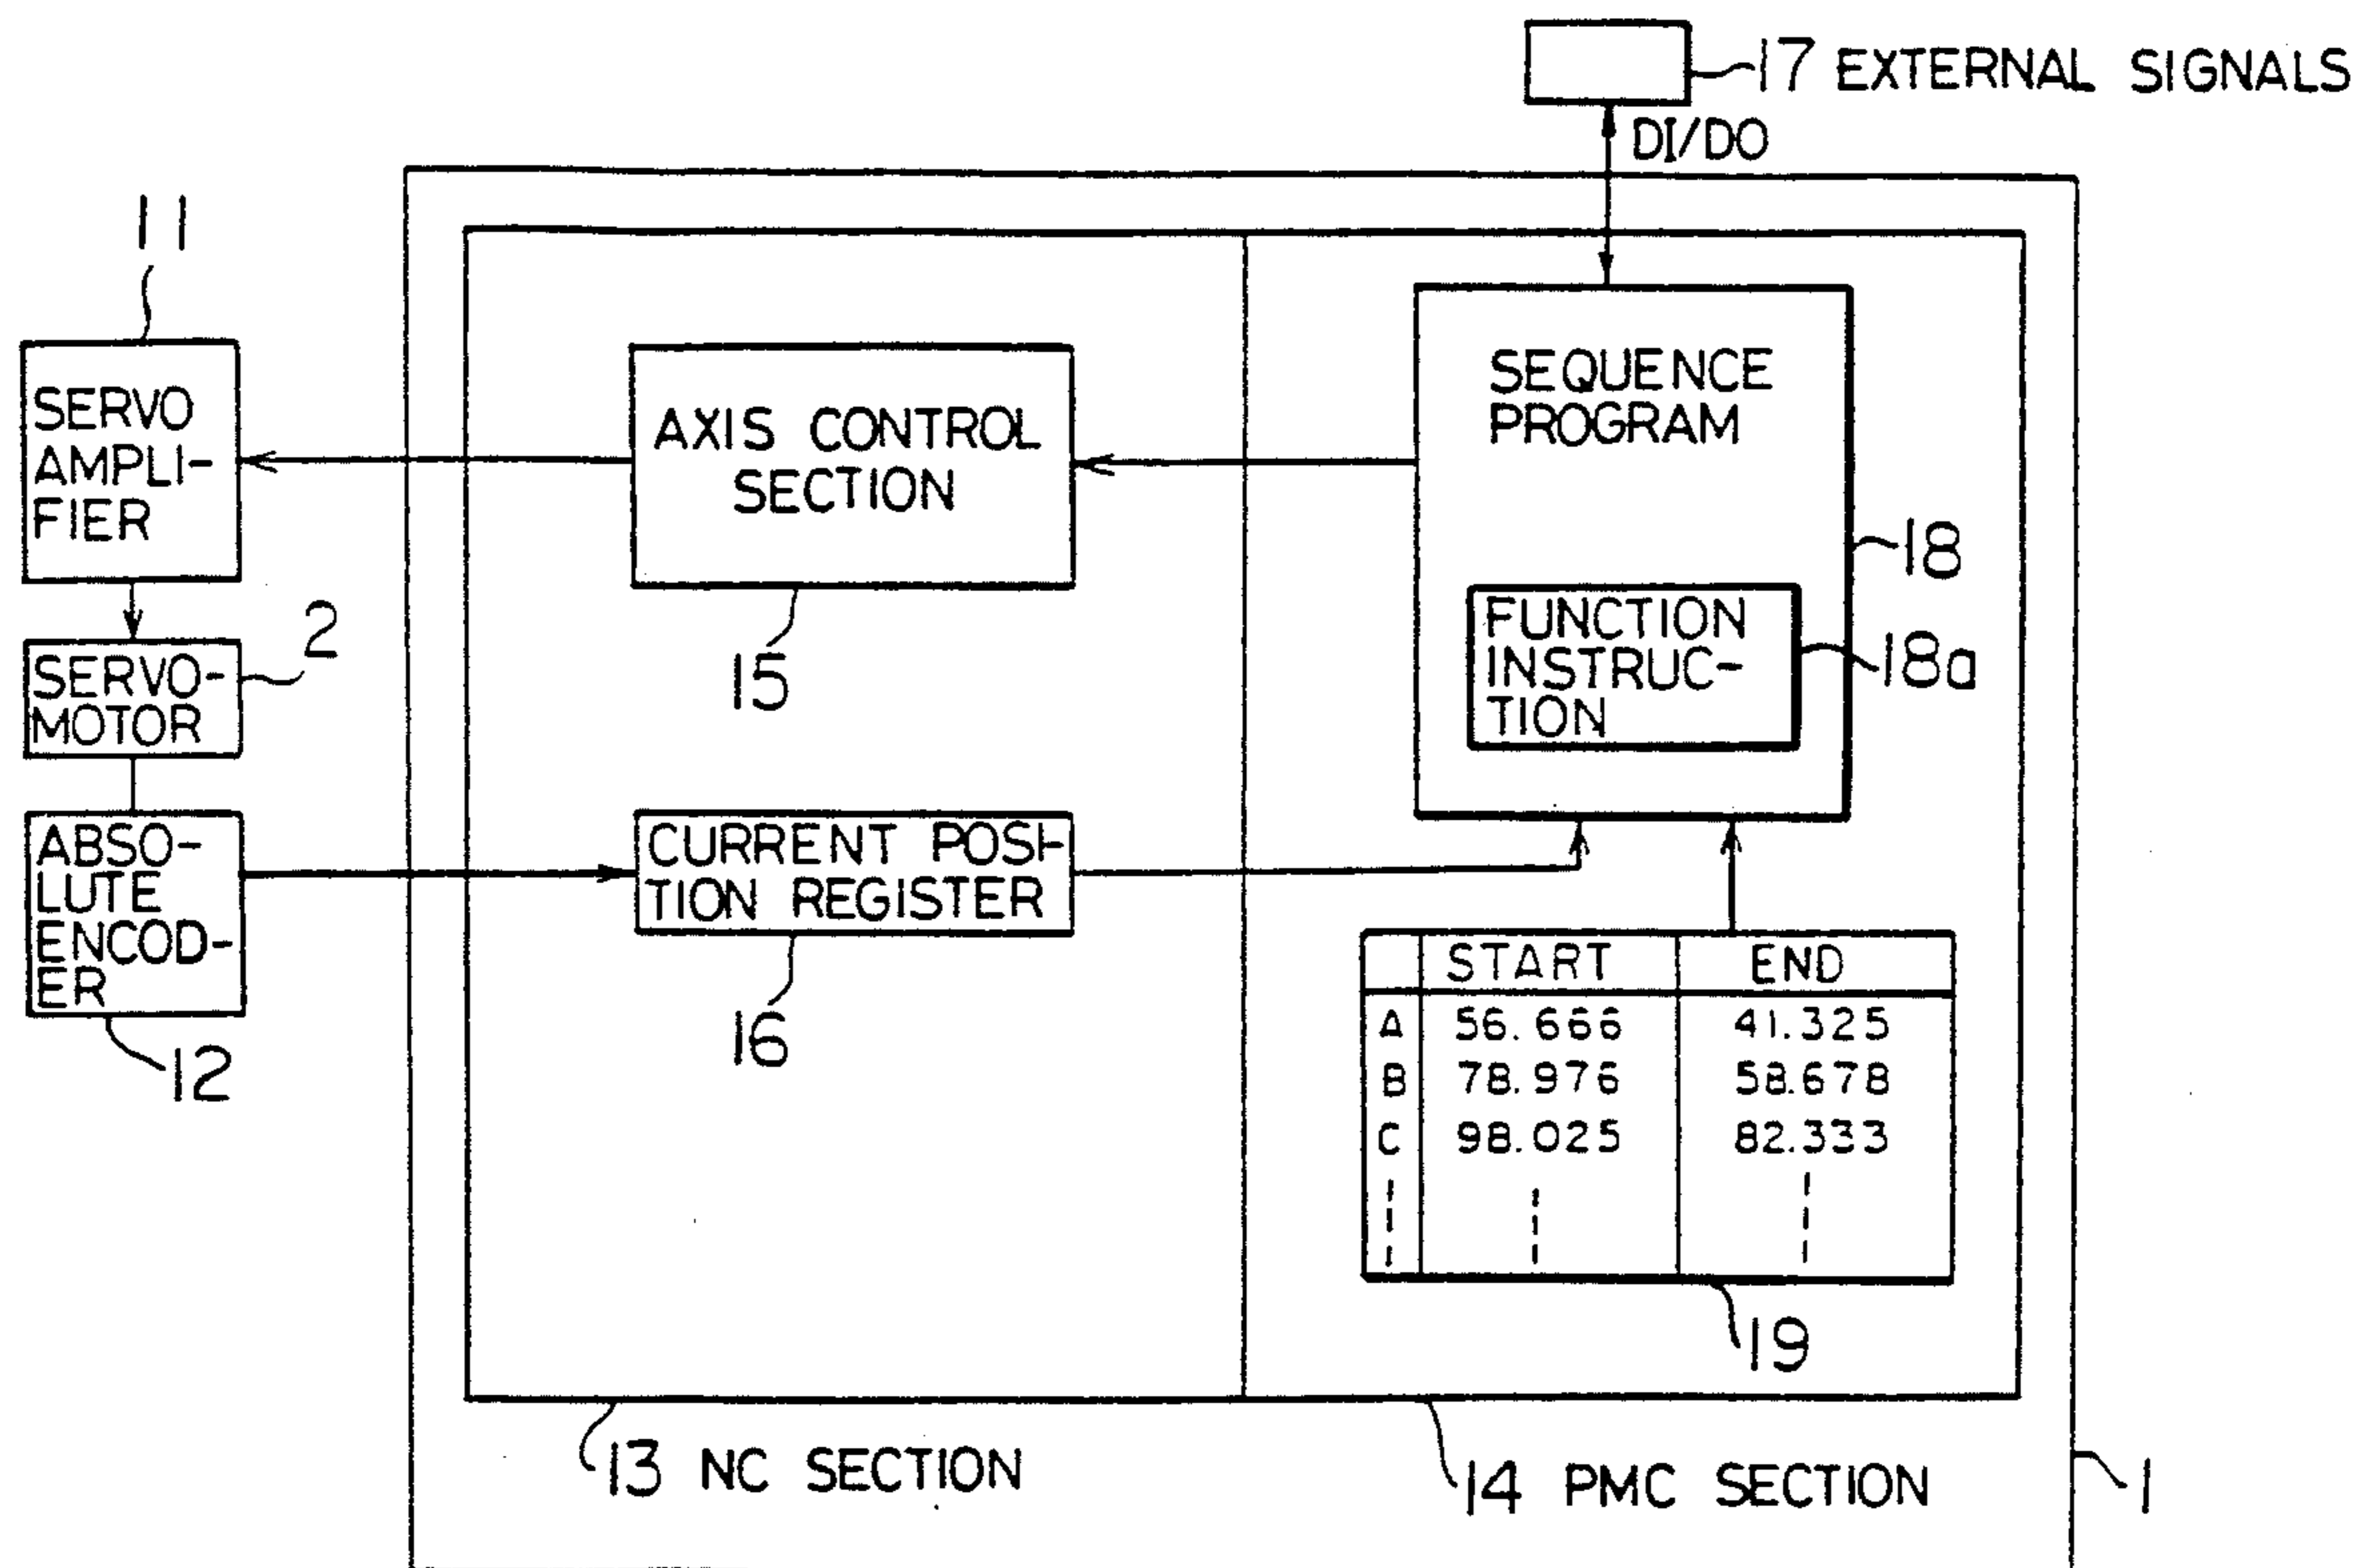 17 EXTERNAL SIGNALS
DI/DO
11
SERVO
AMPLI-
FIER
2
SERVO-
MOTOR
ABSO-
LUTE
ENCOD-
ER
12
AXIS CONTROL
SECTION
15
CURRENT POSI-
TION REGISTER
16
SEQUENCE
PROGRAM
18
FUNCTION
INSTRUC-
TION
18a
START END
A 56.666 41.325
B 78.976 58.678
C 98.025 82.333
19
13 NC SECTION
14 PMC SECTION
1